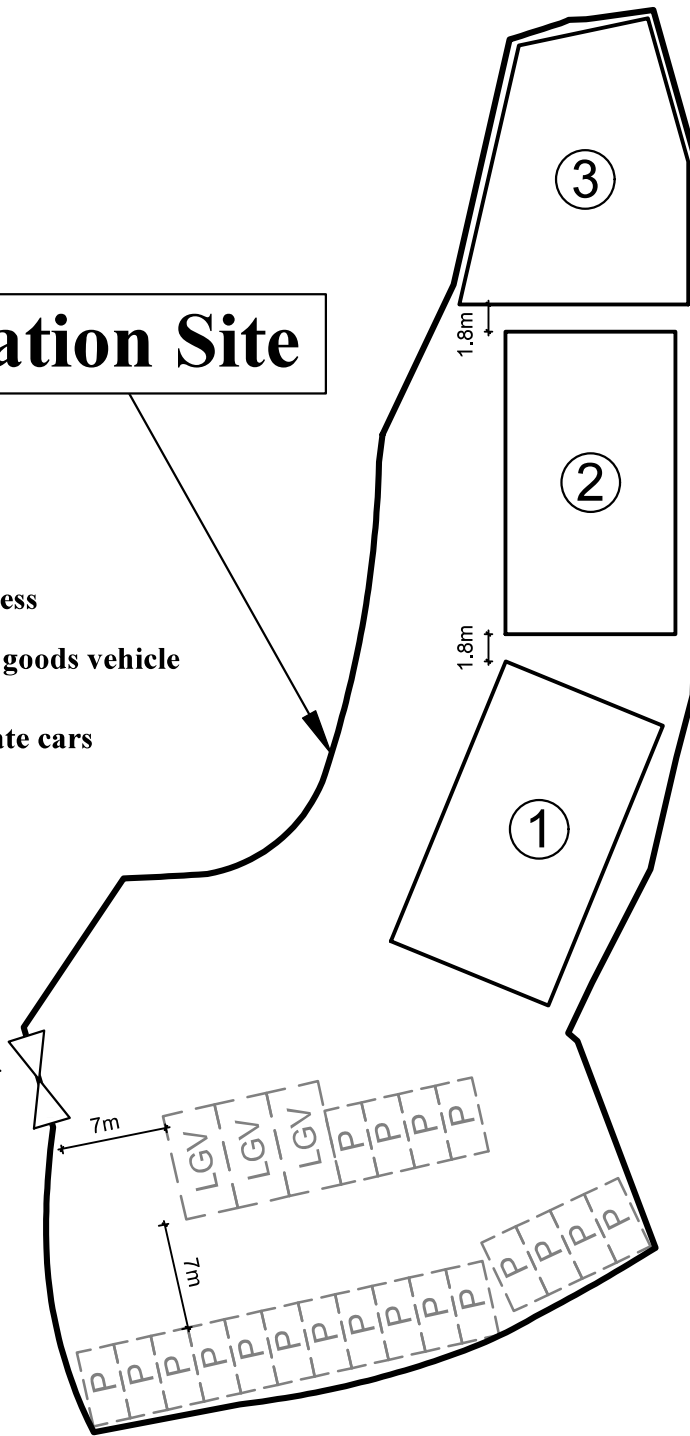 3
1.8m
ation Site
2
ess
1.8m
goods vehicle
ate cars
1
7m
LGV LGV LGV P P P P
7m
P P P P
P P P P P P P P P P P